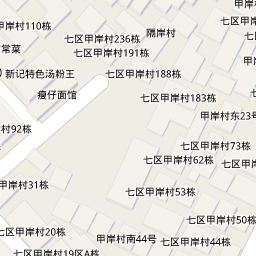 甲岸村110栋
七区甲岸村236栋
隔岸村
常菜
七区甲岸村191栋
甲岸
新记特色汤粉王
七区甲岸村188栋
瘦仔面馆
七区甲岸村183栋
甲岸村东23号
村92栋
七区甲岸村73栋
七区甲岸村62栋
村31栋
七区甲岸村53栋
七区甲岸村50栋
甲岸村20栋
甲岸村南44号
七区甲岸村44栋
七区甲岸村19区A栋